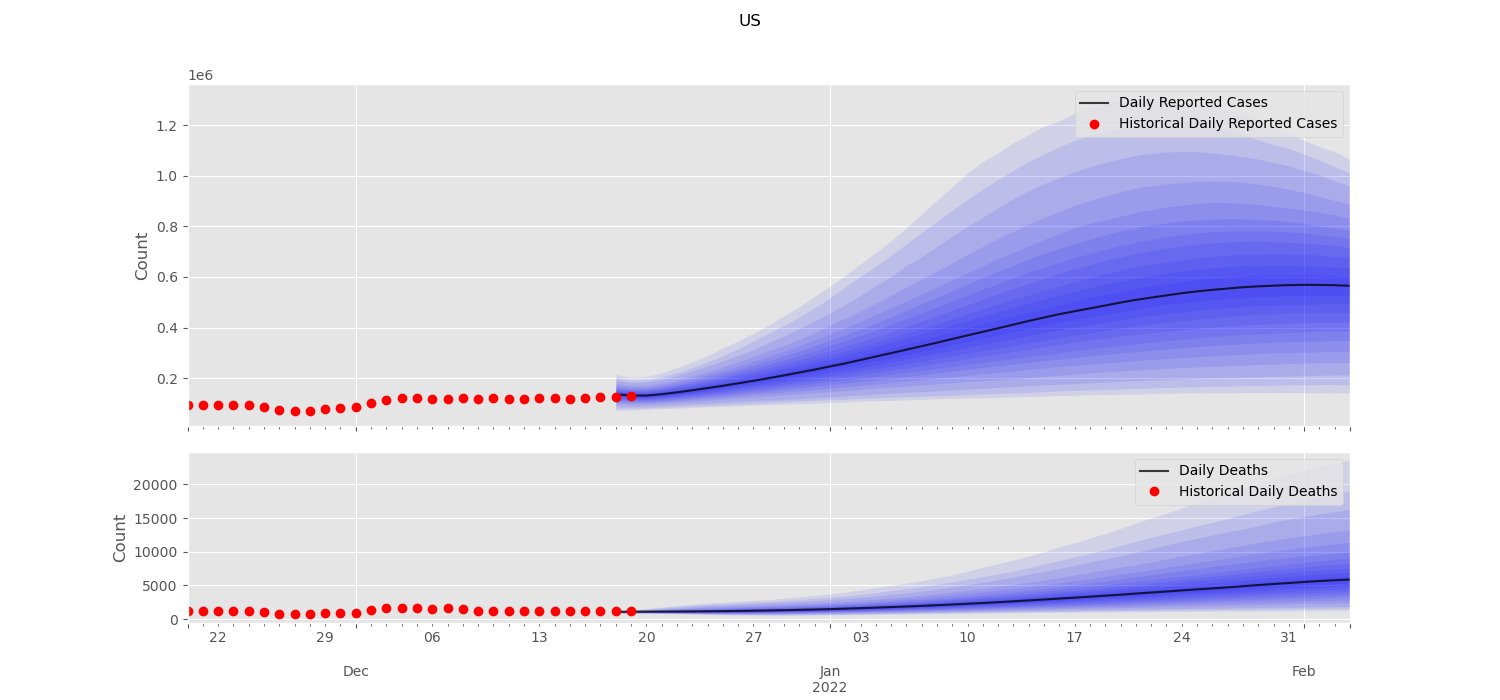 US
1e6
Daily Reported Cases
Historical Daily Reported Cases
1.2
1.0
0.8
0.6
0.4
0.2
Count
Daily Deaths
Historical Daily Deaths
20000
15000
10000
5000
0
Count
22 29 06 13 20 27 03 10 17 24 31
Dec Jan Feb
2022